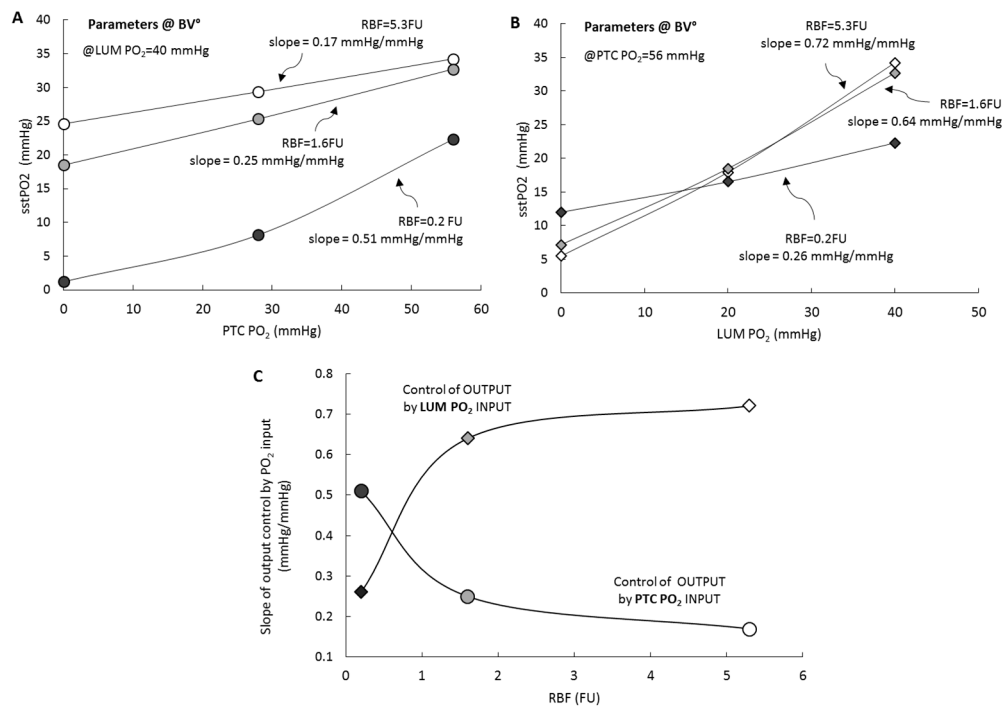 A
Parameters @ BV°
@LUM PO₂=40 mmHg
RBF=5.3FU
slope = 0.17 mmHg/mmHg
RBF=1.6FU
slope = 0.25 mmHg/mmHg
RBF=0.2 FU
slope = 0.51 mmHg/mmHg
sstPO2 (mmHg)
40
35
30
25
20
15
10
5
0
0 10 20 30 40 50 60
PTC PO₂ (mmHg)
B
Parameters @ BV°
@PTC PO₂=56 mmHg
RBF=5.3FU
slope = 0.72 mmHg/mmHg
RBF=1.6FU
slope = 0.64 mmHg/mmHg
RBF=0.2FU
slope = 0.26 mmHg/mmHg
sstPO2 (mmHg)
40
35
30
25
20
15
10
5
0
0 10 20 30 40 50
LUM PO₂ (mmHg)
C
Control of OUTPUT
by LUM PO₂ INPUT
Control of OUTPUT
by PTC PO₂ INPUT
Slope of output control by PO₂ input
(mmHg/mmHg)
0.8
0.7
0.6
0.5
0.4
0.3
0.2
0.1
0 1 2 3 4 5 6
RBF (FU)